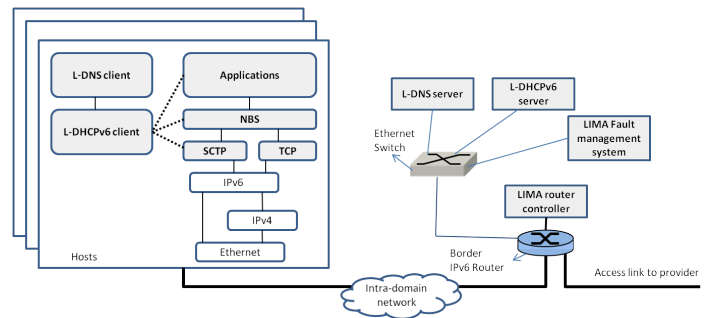 L-DNS client
Applications
L-DHCPv6 client
NBS
SCTP
TCP
IPv6
IPv4
Ethernet
Hosts
L-DNS server
L-DHCPv6
server
LIMA Fault
management
system
Ethernet
Switch
LIMA router
controller
Border
IPv6 Router
Access link to provider
Intra-domain
network